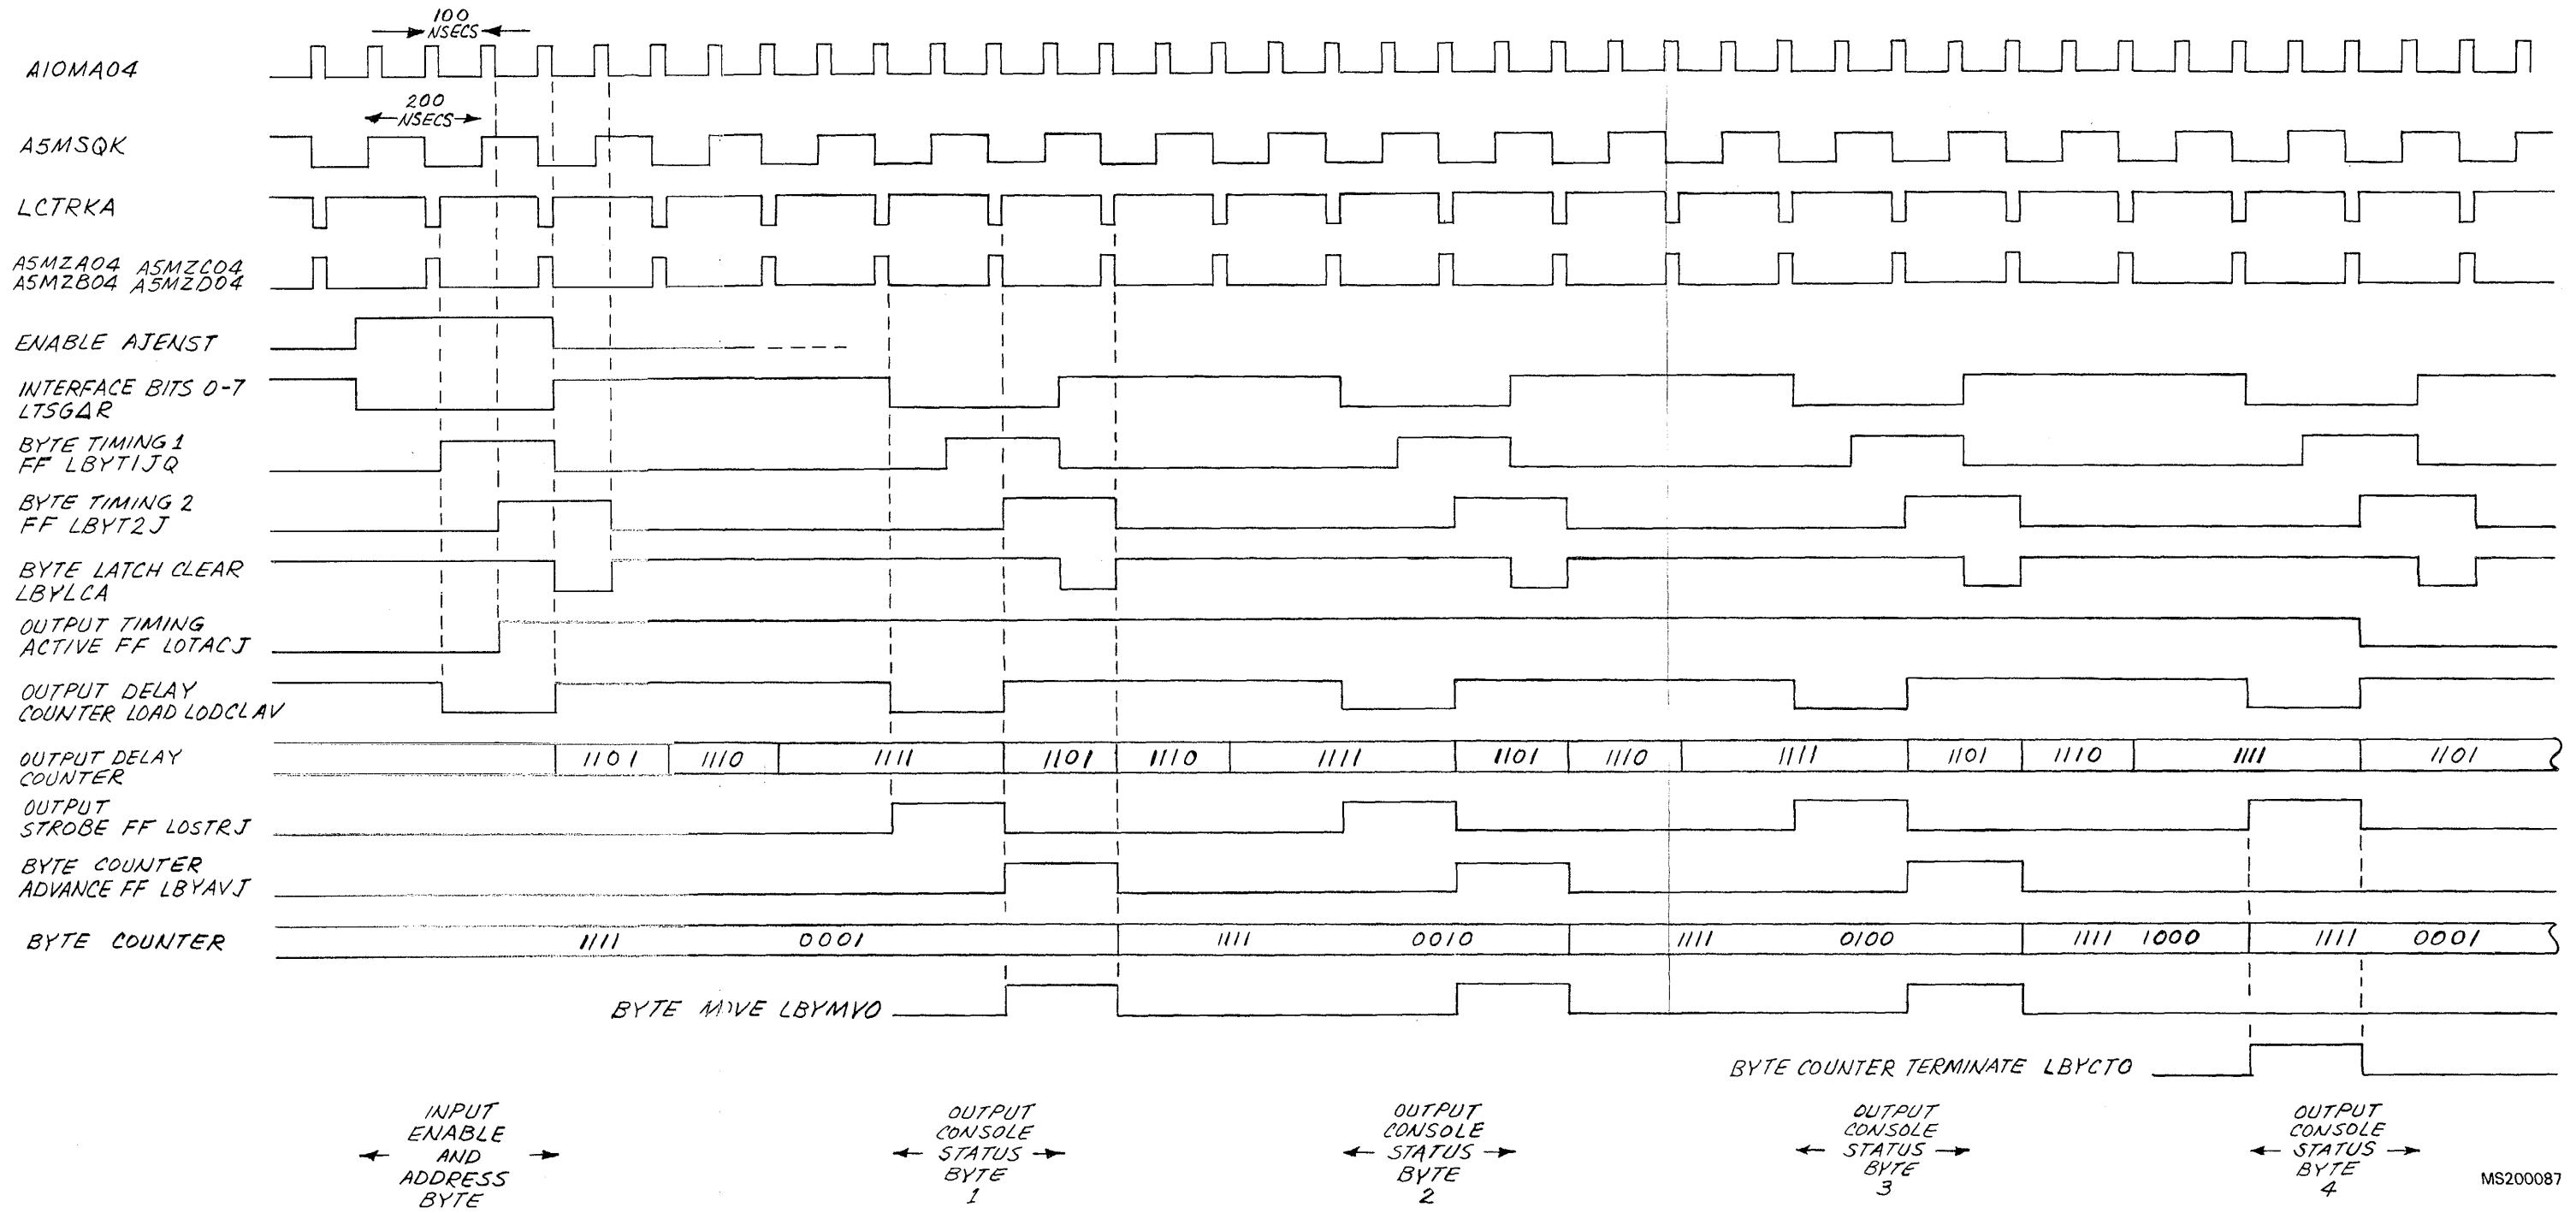 100
NSECS
A10MA04
200
NSECS
A5MSQK
LCTRKA
A5MZA04 A5MZC04
A5MZB04 A5MZD04
ENABLE AJENST
INTERFACE BITS 0-7
LTSGΔR
BYTE TIMING 1
FF LBYT1JQ
BYTE TIMING 2
FF LBYT2J
BYTE LATCH CLEAR
LBYLCA
OUTPUT TIMING
ACTIVE FF LOTACJ
OUTPUT DELAY
COUNTER LOAD LODCLAV
OUTPUT DELAY
COUNTER
1101 1110 1111 1101 1110 1111 1101 1110 1111 1101 1110 1111 1101
OUTPUT
STROBE FF LOSTRJ
BYTE COUNTER
ADVANCE FF LBYAVJ
BYTE COUNTER
1111 0001 1111 0010 1111 0100 1111 1000 1111 0001
BYTE MOVE LBYMVO
BYTE COUNTER TERMINATE LBYCTO
INPUT
ENABLE
AND
ADDRESS
BYTE
OUTPUT
CONSOLE
STATUS
BYTE
1
OUTPUT
CONSOLE
STATUS
BYTE
2
OUTPUT
CONSOLE
STATUS
BYTE
3
OUTPUT
CONSOLE
STATUS
BYTE
4
MS200087